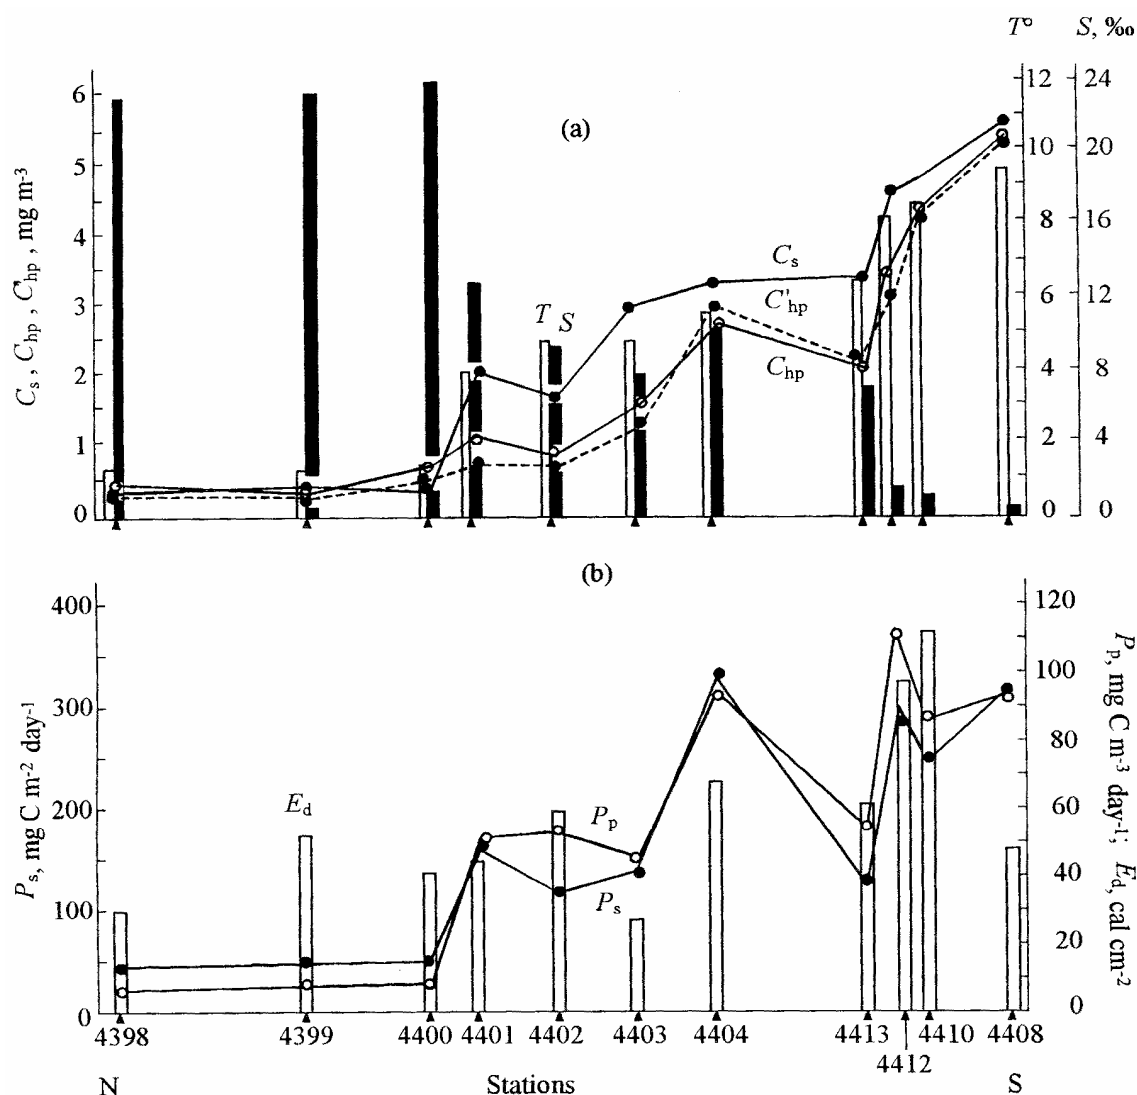 T° S, ‰
(a)
C_s, C_hp, C_hp, mg m⁻³
6
5
4
3
2
1
0
12
10
8
6
4
2
0
24
20
16
12
8
4
0
C_s
C'_hp
C_hp
T S
(b)
P_s, mg C m⁻² day⁻¹
400
300
200
100
0
120
100
80
60
40
20
0
P_p, mg C m⁻³ day⁻¹; E_d, cal cm⁻²
E_d
P_p
P_s
4398 4399 4400 4401 4402 4403 4404 4413 4410 4408
4412
N Stations S